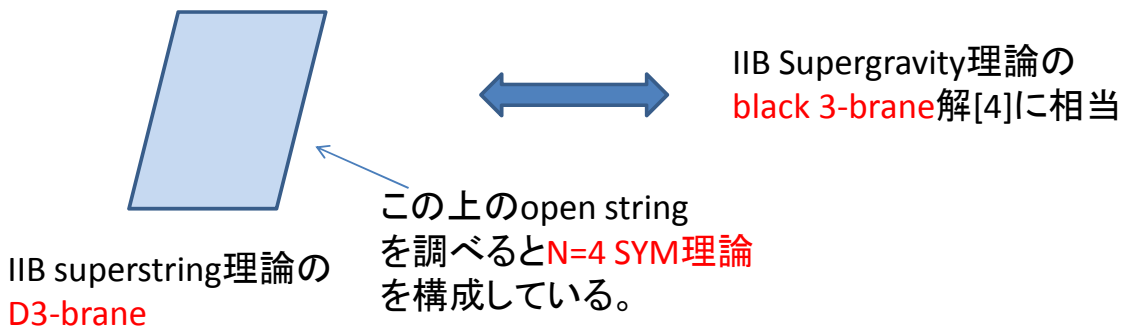 IIB Supergravity理論の
black 3-brane解[4]に相当
この上のopen string
を調べるとN=4 SYM理論
を構成している。
IIB superstring理論の
D3-brane